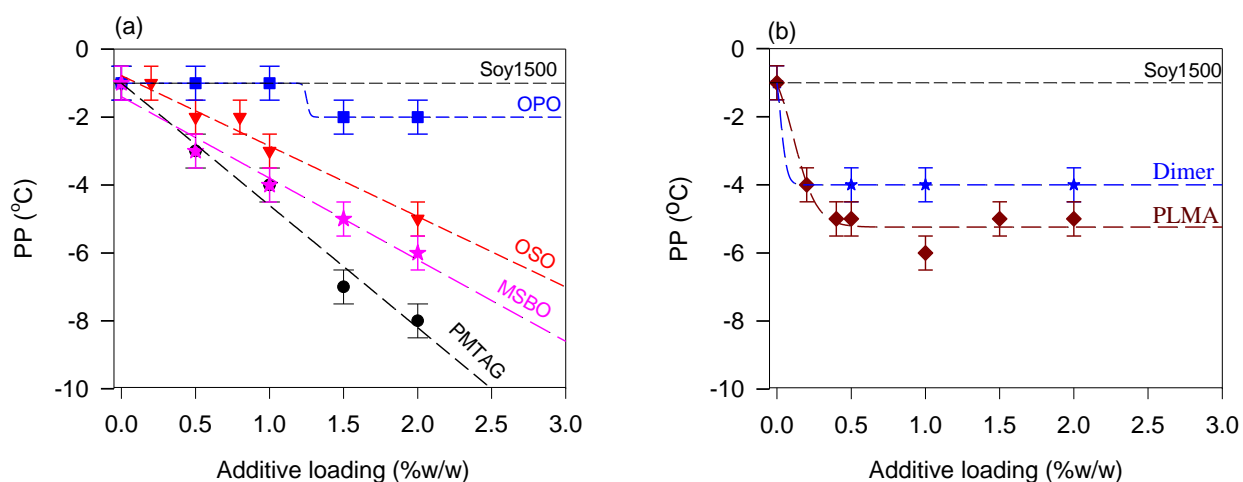 (a)
PP (°C)
0
-2
-4
-6
-8
-10
Soy1500
OPO
OSO
MSBO
PMTAG
0.0 0.5 1.0 1.5 2.0 2.5 3.0
Additive loading (%w/w)
(b)
PP (°C)
0
-2
-4
-6
-8
-10
Soy1500
Dimer
PLMA
0.0 0.5 1.0 1.5 2.0 2.5 3.0
Additive loading (%w/w)